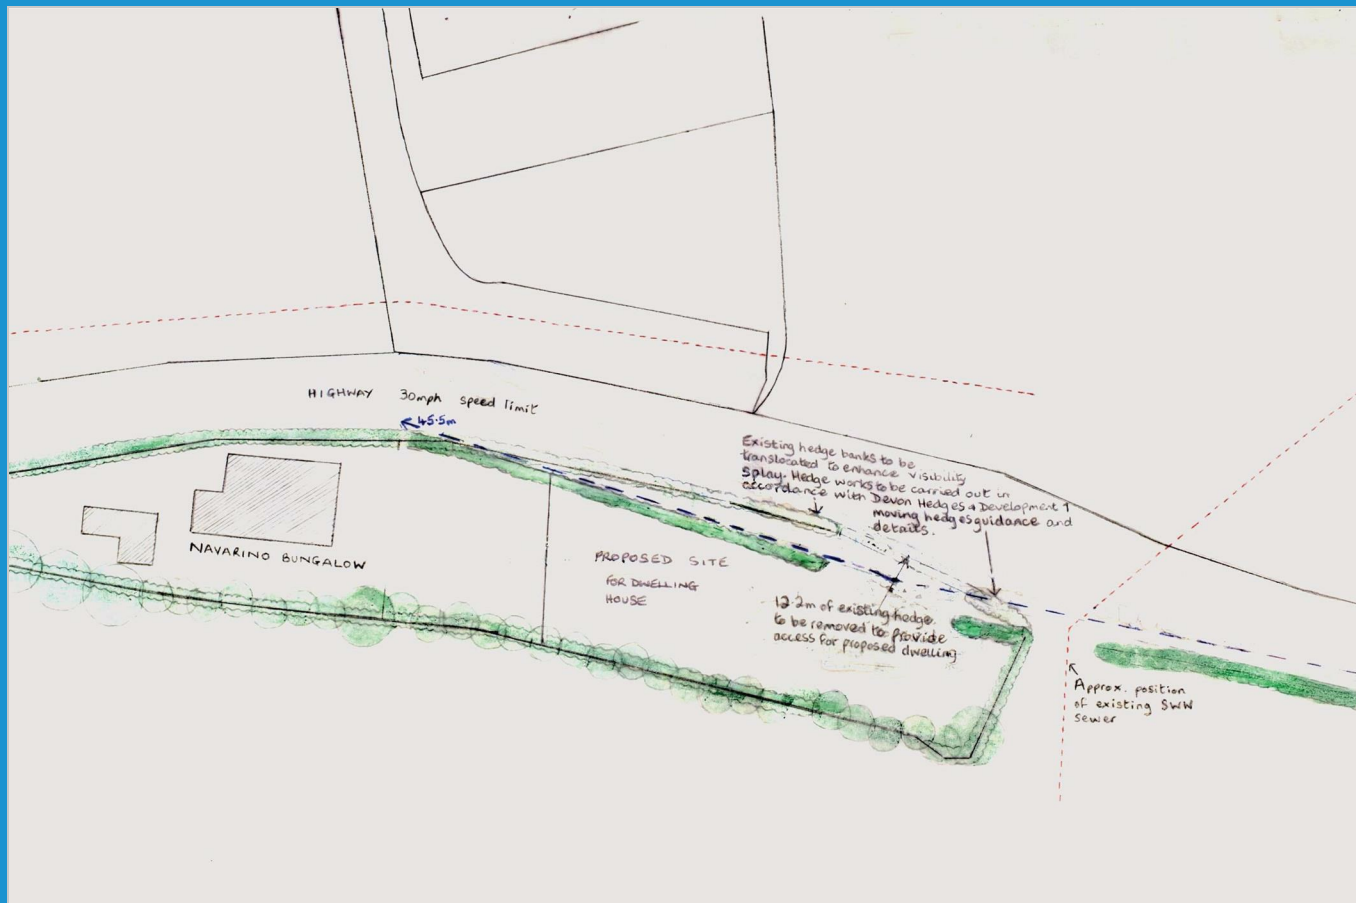 HIGHWAY 30mph speed limit
45.5m
Existing hedge banks to be
translocated to enhance visibility
splay. Hedge works to be carried out in
accordance with Devon Hedges + Development 1
moving hedges guidance and
details.
NAVARINO BUNGALOW
PROPOSED SITE
FOR DWELLING
HOUSE
12.2m of existing hedge
to be removed to provide
access for proposed dwelling
Approx. position
of existing SWW
sewer